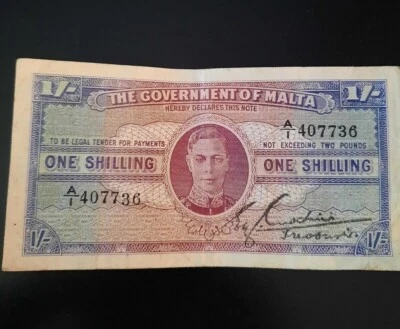 1/- THE GOVERNMENT OF MALTA 1/-
HEREBY DECLARES THIS NOTE
A/1 407736
TO BE LEGAL TENDER FOR PAYMENTS NOT EXCEEDING TWO POUNDS
ONE SHILLING ONE SHILLING
A/1 407736
1/- 1/-